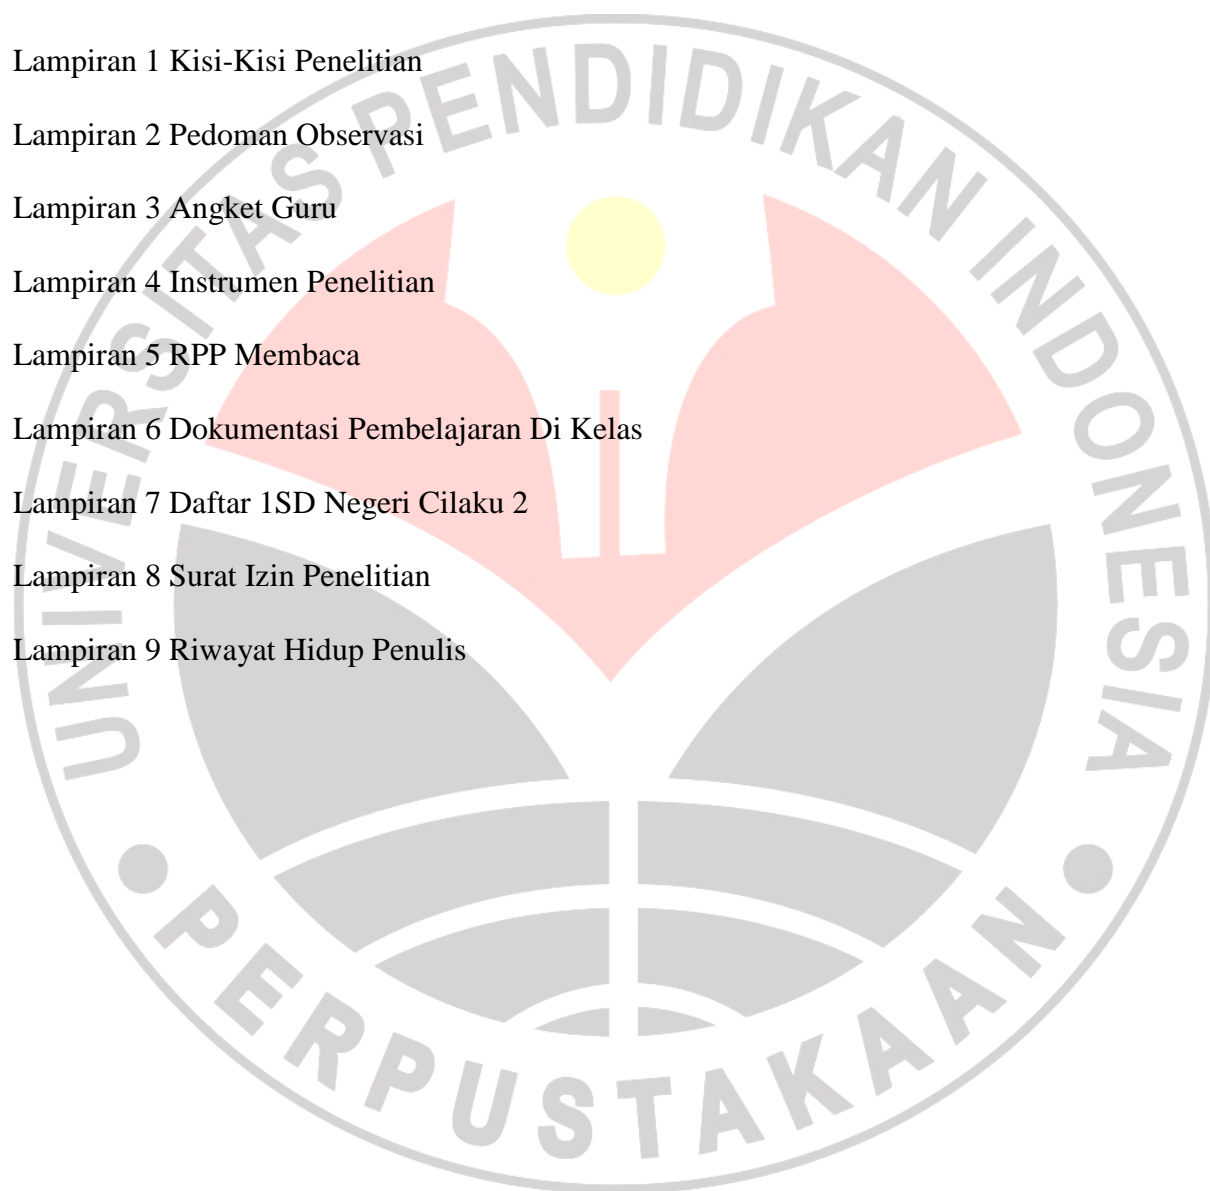 Lampiran 1 Kisi-Kisi Penelitian
Lampiran 2 Pedoman Observasi
Lampiran 3 Angket Guru
Lampiran 4 Instrumen Penelitian
Lampiran 5 RPP Membaca
Lampiran 6 Dokumentasi Pembelajaran Di Kelas
Lampiran 7 Daftar 1SD Negeri Cilaku 2
Lampiran 8 Surat Izin Penelitian
Lampiran 9 Riwayat Hidup Penulis
UNIVERSITAS PENDIDIKAN INDONESIA
PERPUSTAKAAN